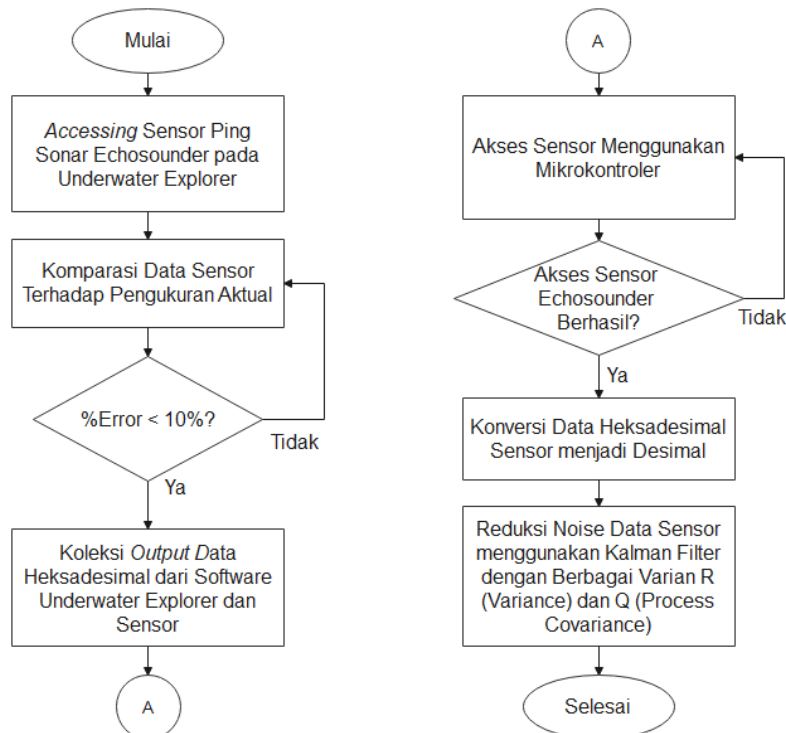 Mulai
Accessing Sensor Ping
Sonar Echosounder pada
Underwater Explorer
Komparasi Data Sensor
Terhadap Pengukuran Aktual
%Error < 10%?
Tidak
Ya
Koleksi Output Data
Heksadesimal dari Software
Underwater Explorer dan
Sensor
A
A
Akses Sensor Menggunakan
Mikrokontroler
Akses Sensor
Echosounder
Berhasil?
Tidak
Ya
Konversi Data Heksadesimal
Sensor menjadi Desimal
Reduksi Noise Data Sensor
menggunakan Kalman Filter
dengan Berbagai Varian R
(Variance) dan Q (Process
Covariance)
Selesai